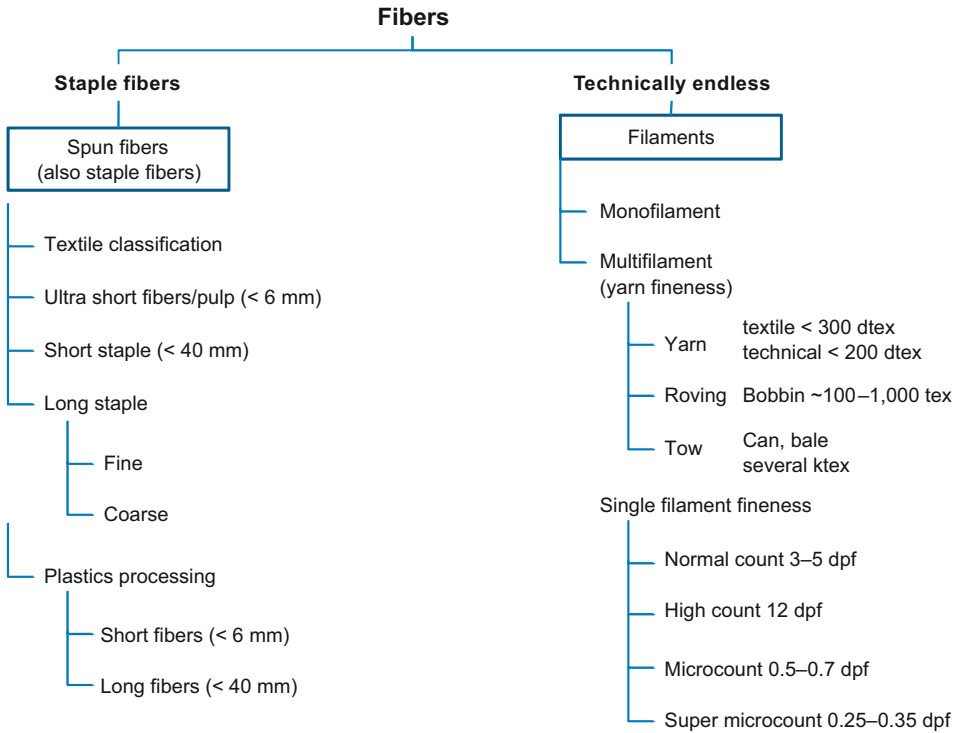 Fibers
Staple fibers
Spun fibers
(also staple fibers)
Textile classification
Ultra short fibers/pulp (< 6 mm)
Short staple (< 40 mm)
Long staple
Fine
Coarse
Plastics processing
Short fibers (< 6 mm)
Long fibers (< 40 mm)
Technically endless
Filaments
Monofilament
Multifilament
(yarn fineness)
Yarn
textile < 300 dtex
technical < 200 dtex
Roving Bobbin ~100–1,000 tex
Tow
Can, bale
several ktex
Single filament fineness
Normal count 3–5 dpf
High count 12 dpf
Microcount 0.5–0.7 dpf
Super microcount 0.25–0.35 dpf